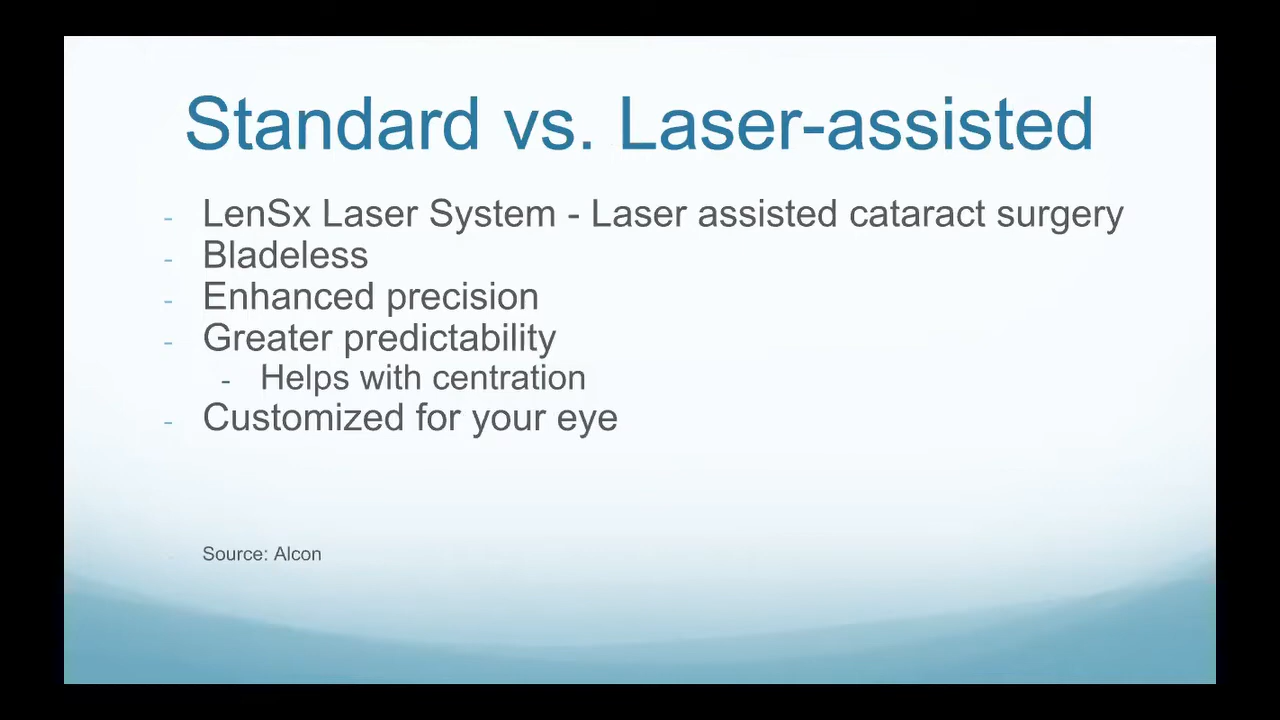 Standard vs. Laser-assisted
- LenSx Laser System - Laser assisted cataract surgery
- Bladeless
- Enhanced precision
- Greater predictability
- Helps with centration
- Customized for your eye
- Source: Alcon